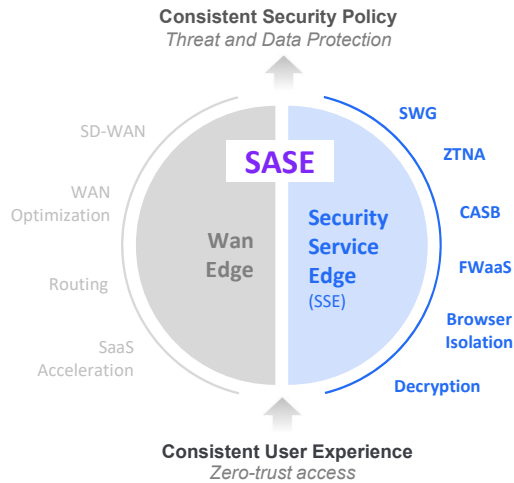 Consistent Security Policy
Threat and Data Protection
SASE
SD-WAN
WAN
Optimization
Routing
SaaS
Acceleration
Wan
Edge
Security
Service
Edge
(SSE)
SWG
ZTNA
CASB
FWaaS
Browser
Isolation
Decryption
Consistent User Experience
Zero-trust access